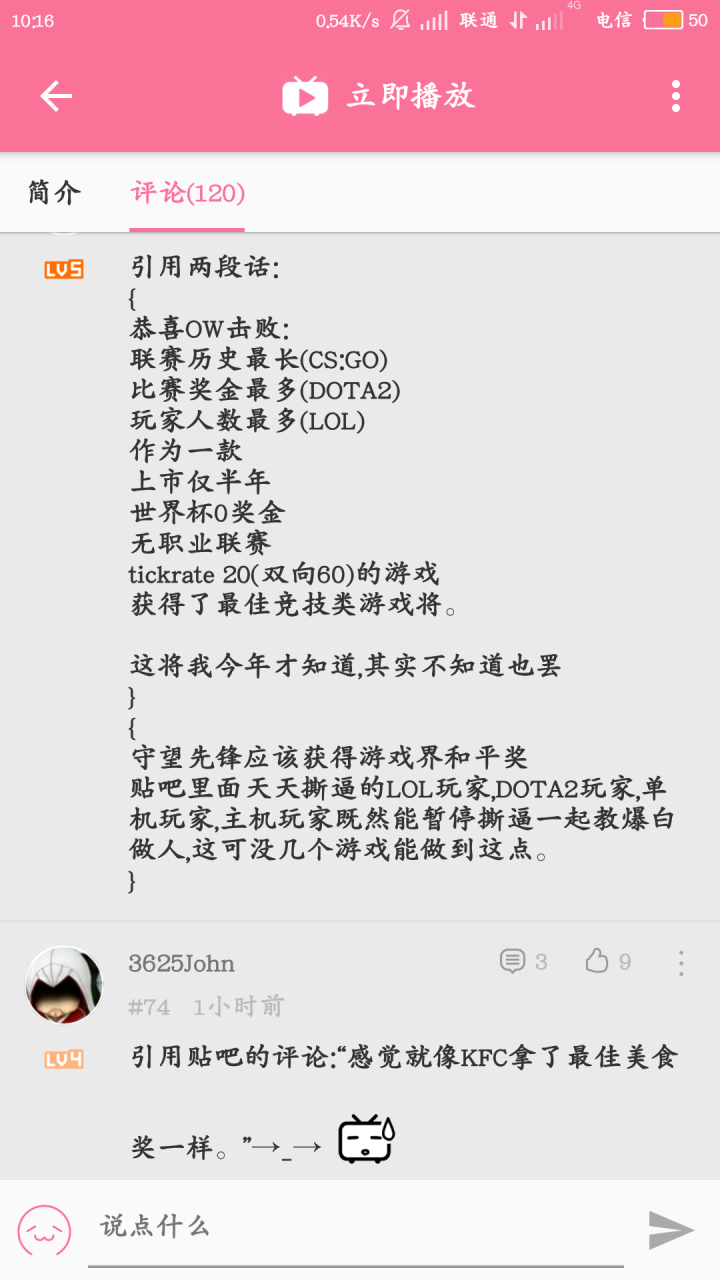 10:16 0.54K/s 联通 4G 电信 50
立即播放
简介 评论(120)
LV5
引用两段话:
{
恭喜OW击败:
联赛历史最长(CS:GO)
比赛奖金最多(DOTA2)
玩家人数最多(LOL)
作为一款
上市仅半年
世界杯0奖金
无职业联赛
tickrate 20(双向60)的游戏
获得了最佳竞技类游戏将。
这将我今年才知道,其实不知道也罢
}
{
守望先锋应该获得游戏界和平奖
贴吧里面天天撕逼的LOL玩家,DOTA2玩家,单
机玩家,主机玩家既然能暂停撕逼一起教爆白
做人,这可没几个游戏能做到这点。
}
3625John 3 9
#74 1小时前
LV4
引用贴吧的评论:“感觉就像KFC拿了最佳美食
奖一样。”→_→
说点什么